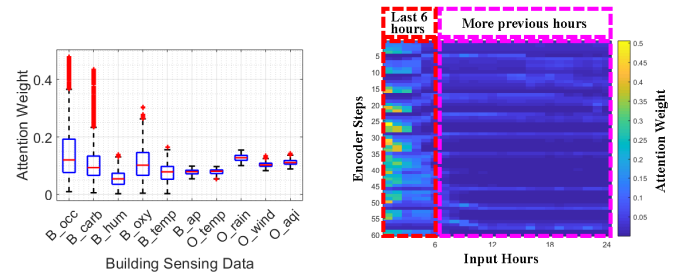 Attention Weight
0.4
0.2
0
B_occ
B_carb
B_hum
B_oxy
B_temp
B_ap
O_temp
O_rain
O_wind
O_aqi
Building Sensing Data
Last 6
hours
More previous hours
Encoder Steps
5
10
15
20
25
30
35
40
45
50
55
60
6
12
17
24
Input Hours
0.5
0.45
0.4
0.35
0.3
0.25
0.2
0.15
0.1
0.05
Attention Weight